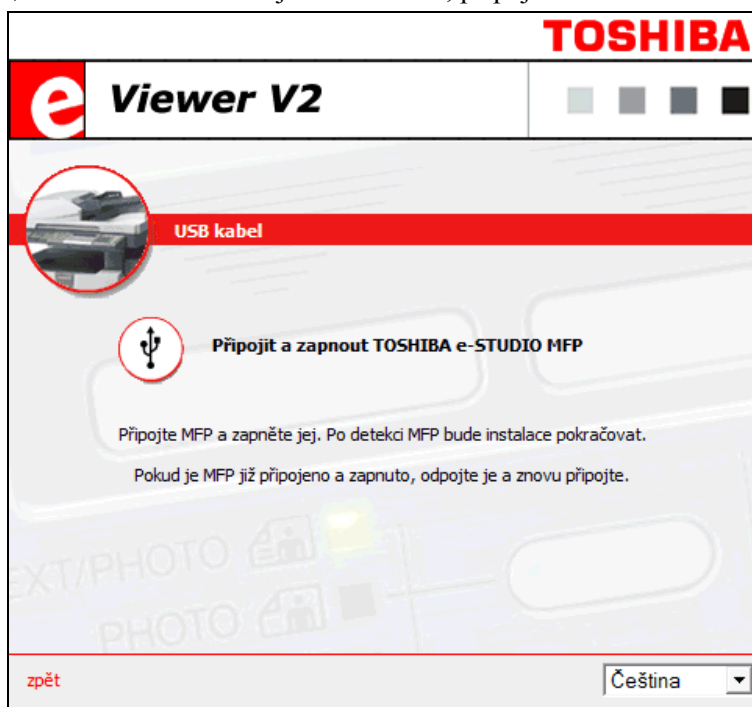 TOSHIBA
e Viewer V2
USB kabel
Připojit a zapnout TOSHIBA e-STUDIO MFP
Připojte MFP a zapněte jej. Po detekci MFP bude instalace pokračovat.
Pokud je MFP již připojeno a zapnuto, odpojte je a znovu připojte.
EXT/PHOTO
PHOTO
zpět
Čeština